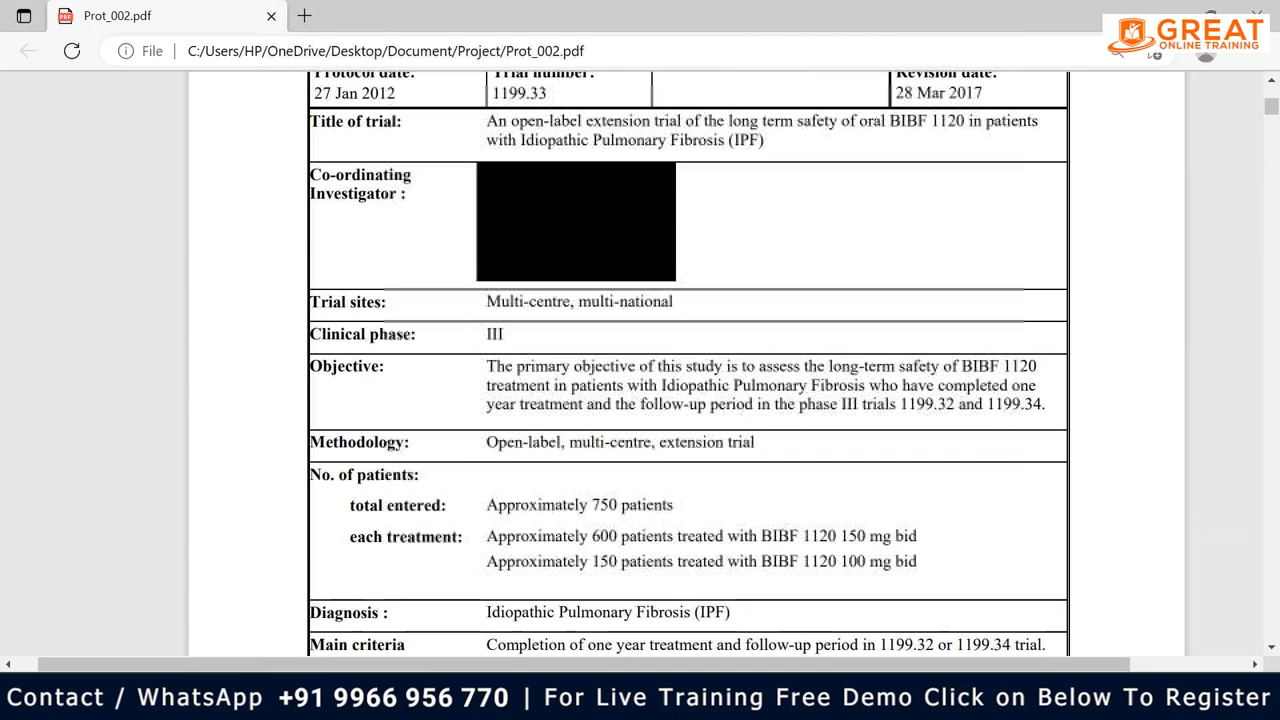 Prot_002.pdf
File C:/Users/HP/OneDrive/Desktop/Document/Project/Prot_002.pdf
GREAT
ONLINE TRAINING
Protocol date: Trial number: Revision date:
27 Jan 2012 1199.33 28 Mar 2017
Title of trial: An open-label extension trial of the long term safety of oral BIBF 1120 in patients
with Idiopathic Pulmonary Fibrosis (IPF)
Co-ordinating
Investigator :
Trial sites: Multi-centre, multi-national
Clinical phase: III
Objective: The primary objective of this study is to assess the long-term safety of BIBF 1120
treatment in patients with Idiopathic Pulmonary Fibrosis who have completed one
year treatment and the follow-up period in the phase III trials 1199.32 and 1199.34.
Methodology: Open-label, multi-centre, extension trial
No. of patients:
total entered: Approximately 750 patients
each treatment: Approximately 600 patients treated with BIBF 1120 150 mg bid
Approximately 150 patients treated with BIBF 1120 100 mg bid
Diagnosis : Idiopathic Pulmonary Fibrosis (IPF)
Main criteria Completion of one year treatment and follow-up period in 1199.32 or 1199.34 trial.
Contact / WhatsApp +91 9966 956 770 | For Live Training Free Demo Click on Below To Register